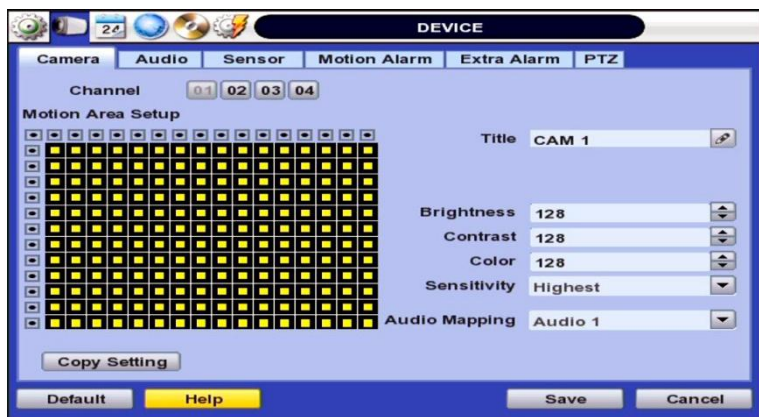 24
DEVICE
Camera Audio Sensor Motion Alarm Extra Alarm PTZ
Channel 01 02 03 04
Motion Area Setup
Title CAM 1
Brightness 128
Contrast 128
Color 128
Sensitivity Highest
Audio Mapping Audio 1
Copy Setting
Default Help Save Cancel